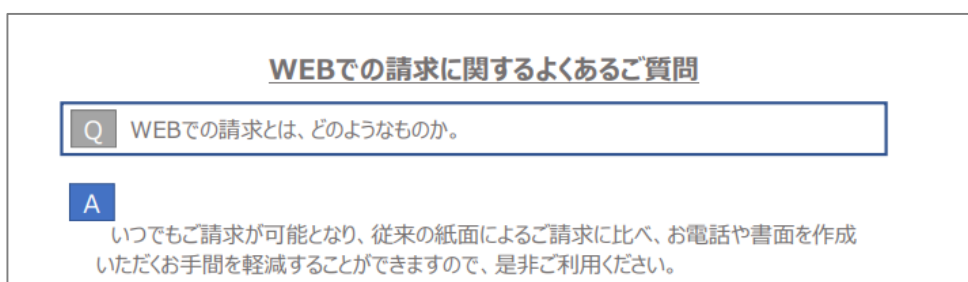 WEBでの請求に関するよくあるご質問
Q WEBでの請求とは、どのようなものか。
A
いつでもご請求が可能となり、従来の紙面によるご請求に比べ、お電話や書面を作成
いただくお手間を軽減することができますので、是非ご利用ください。